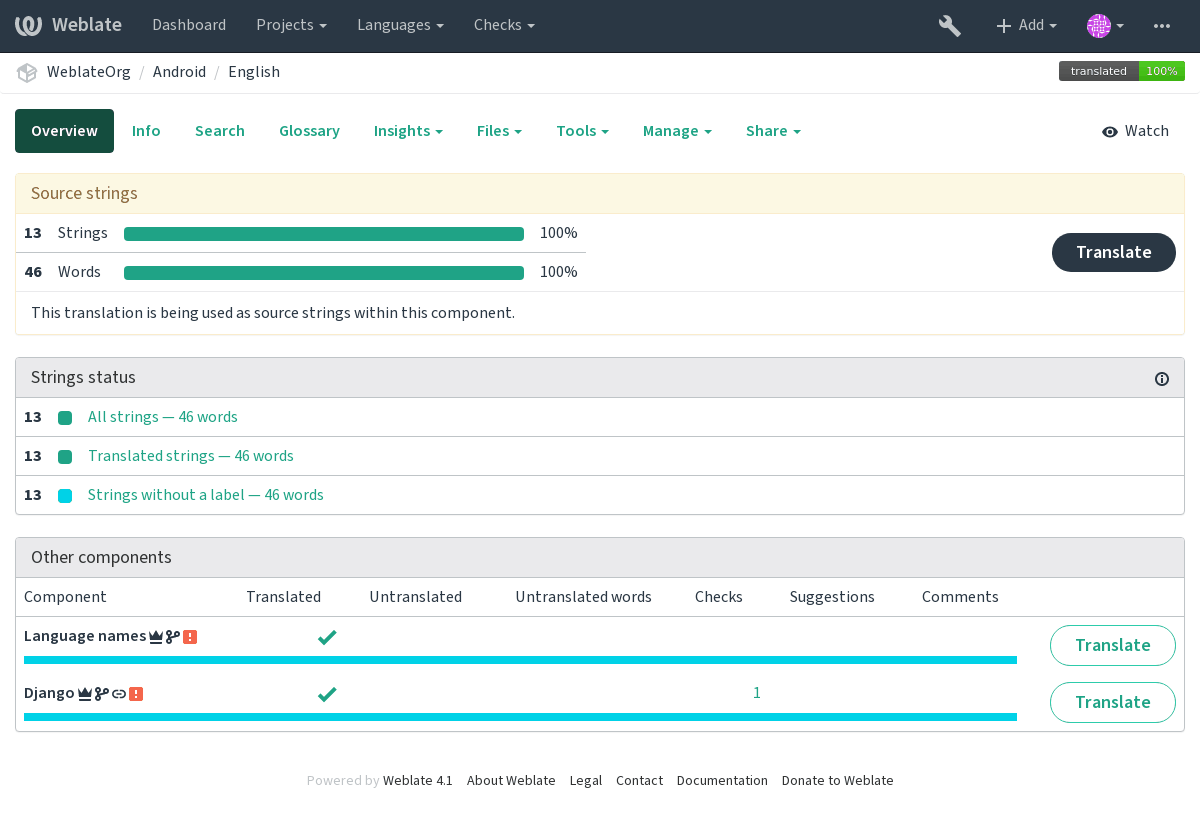 Weblate Dashboard Projects Languages Checks Add
WeblateOrg / Android / English translated 100%
Overview Info Search Glossary Insights Files Tools Manage Share Watch
Source strings
13 Strings 100%
46 Words 100%
Translate
This translation is being used as source strings within this component.
Strings status
13 All strings — 46 words
13 Translated strings — 46 words
13 Strings without a label — 46 words
Other components
Component Translated Untranslated Untranslated words Checks Suggestions Comments
Language names Translate
Django 1 Translate
Powered by Weblate 4.1 About Weblate Legal Contact Documentation Donate to Weblate